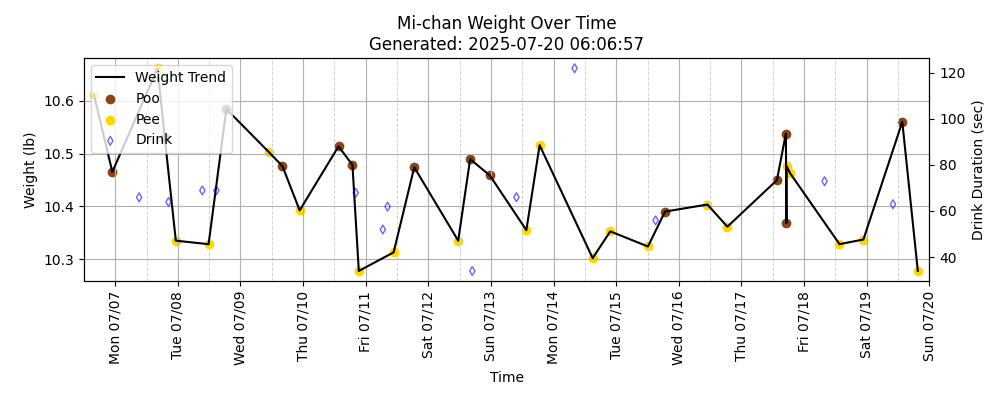 Mi-chan Weight Over Time
Generated: 2025-07-20 06:06:57
Weight Trend
Poo
Pee
Drink
Weight (lb)
10.6
10.5
10.4
10.3
120
100
80
60
40
Drink Duration (sec)
Mon 07/07
Tue 07/08
Wed 07/09
Thu 07/10
Fri 07/11
Sat 07/12
Sun 07/13
Mon 07/14
Tue 07/15
Wed 07/16
Thu 07/17
Fri 07/18
Sat 07/19
Sun 07/20
Time